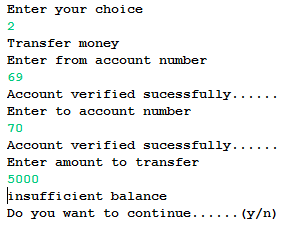 Enter your choice
2
Transfer money
Enter from account number
69
Account verified sucessfully......
Enter to account number
70
Account verified sucessfully......
Enter amount to transfer
5000
insufficient balance
Do you want to continue......(y/n)